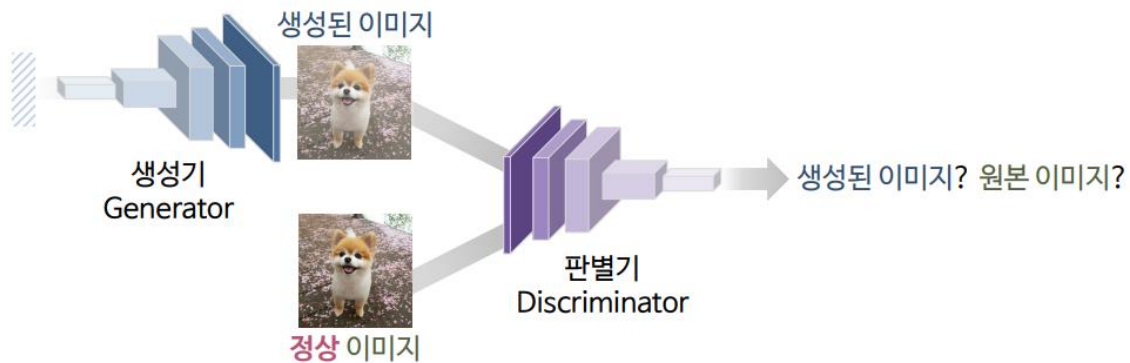 생성된 이미지
생성기
Generator
생성된 이미지? 원본 이미지?
판별기
Discriminator
정상 이미지